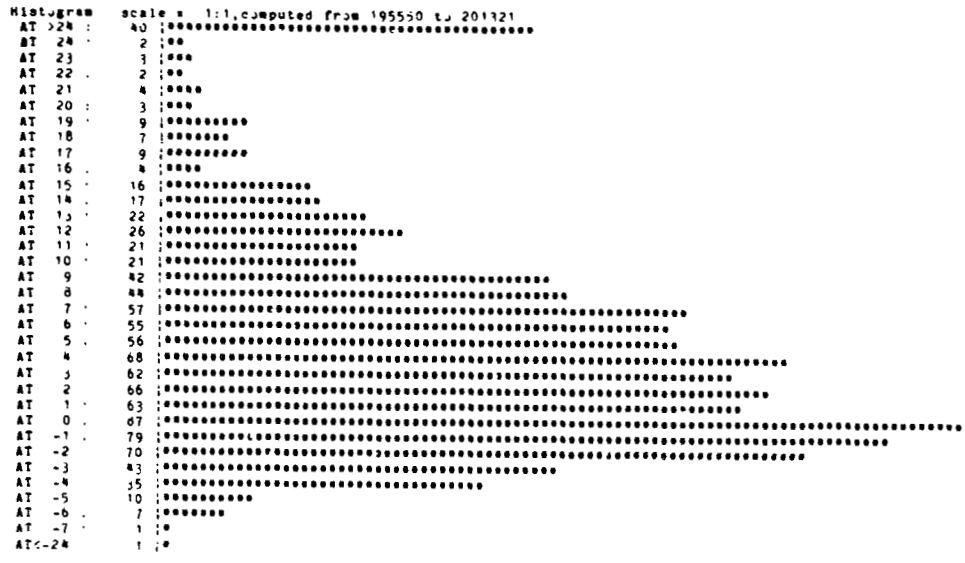 Histogram scale = 1:1,computed from 195550 to 201321
AT >24 : 40 |****************************************
AT 24 2 |**
AT 23 3 |***
AT 22 . 2 |**
AT 21 4 |****
AT 20 : 3 |***
AT 19 9 |*********
AT 18 7 |*******
AT 17 9 |*********
AT 16 . 4 |****
AT 15 16 |****************
AT 14 . 17 |*****************
AT 13 22 |**********************
AT 12 26 |**************************
AT 11 21 |*********************
AT 10 21 |*********************
AT 9 42 |******************************************
AT 8 44 |********************************************
AT 7 57 |*********************************************************
AT 6 55 |*******************************************************
AT 5 . 56 |********************************************************
AT 4 68 |********************************************************************
AT 3 62 |**************************************************************
AT 2 66 |******************************************************************
AT 1 63 |***************************************************************
AT 0 . 87 |***************************************************************************************
AT -1 . 79 |*******************************************************************************
AT -2 70 |**********************************************************************
AT -3 43 |*******************************************
AT -4 35 |***********************************
AT -5 10 |**********
AT -6 . 7 |*******
AT -7 1 |*
AT<-24 1 |*